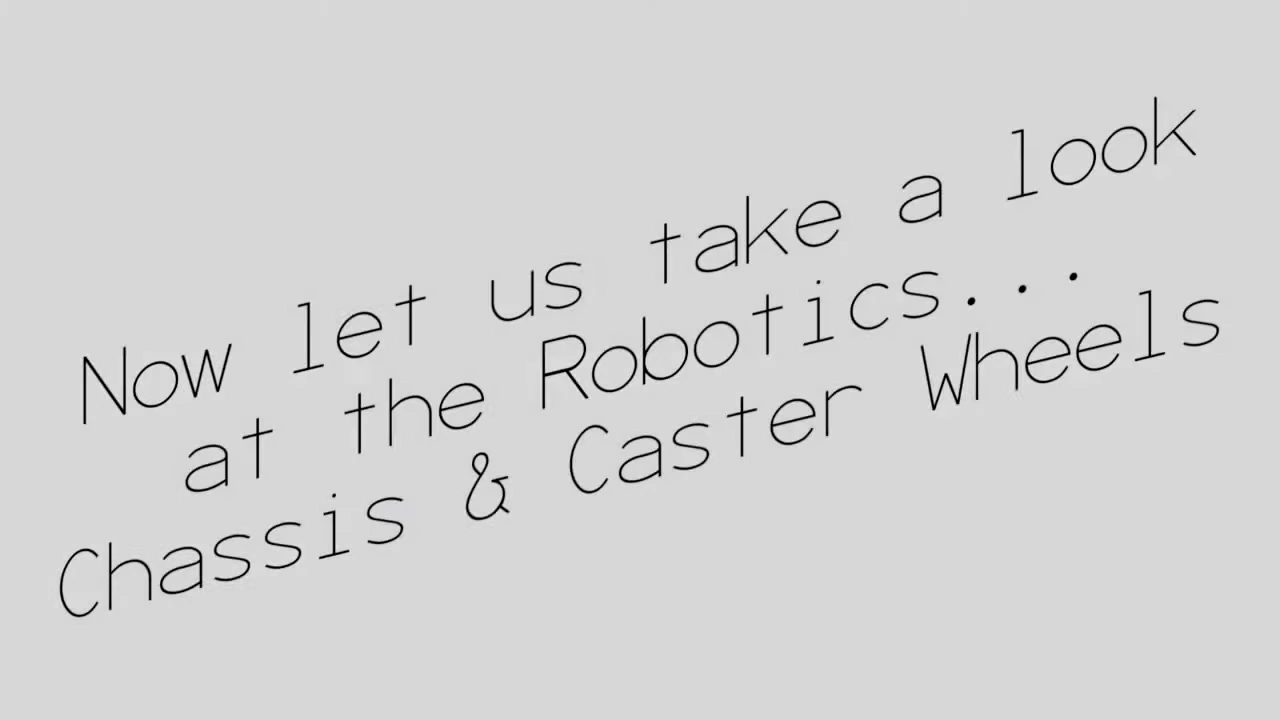 Now let us take a look
at the Robotics...
Chassis & Caster Wheels